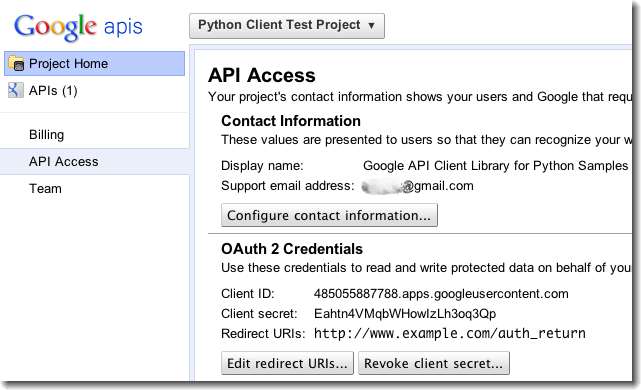 Google apis
Python Client Test Project ▼
Project Home
APIs (1)
Billing
API Access
Team
API Access
Your project's contact information shows your users and Google that requ
Contact Information
These values are presented to users so that they can recognize your w
Display name: Google API Client Library for Python Samples
Support email address: @gmail.com
Configure contact information...
OAuth 2 Credentials
Use these credentials to read and write protected data on behalf of you
Client ID: 485055887788.apps.googleusercontent.com
Client secret: Eahtn4VMqbWHowIzLh3oq3Qp
Redirect URIs: http://www.example.com/auth_return
Edit redirect URIs... Revoke client secret...